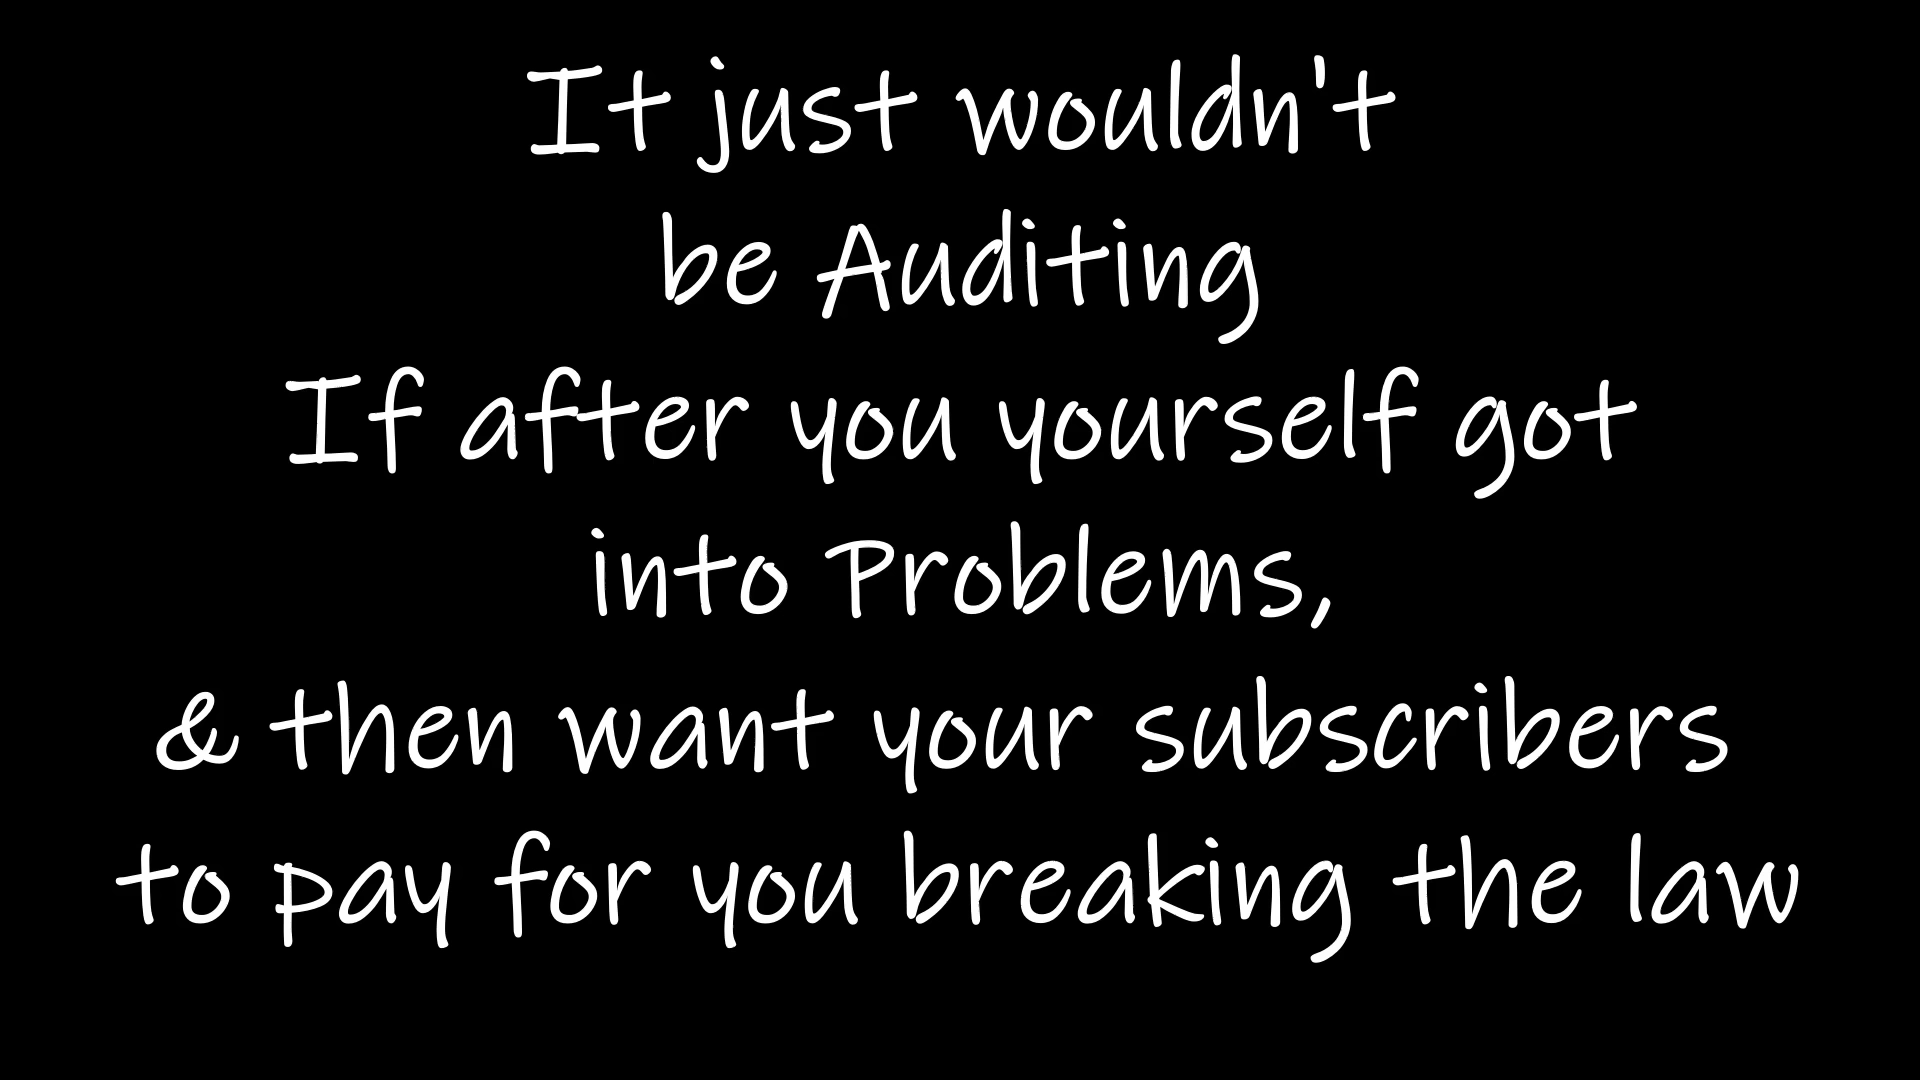 It just wouldn't
be Auditing
If after you yourself got
into Problems,
& then want your subscribers
to pay for you breaking the law